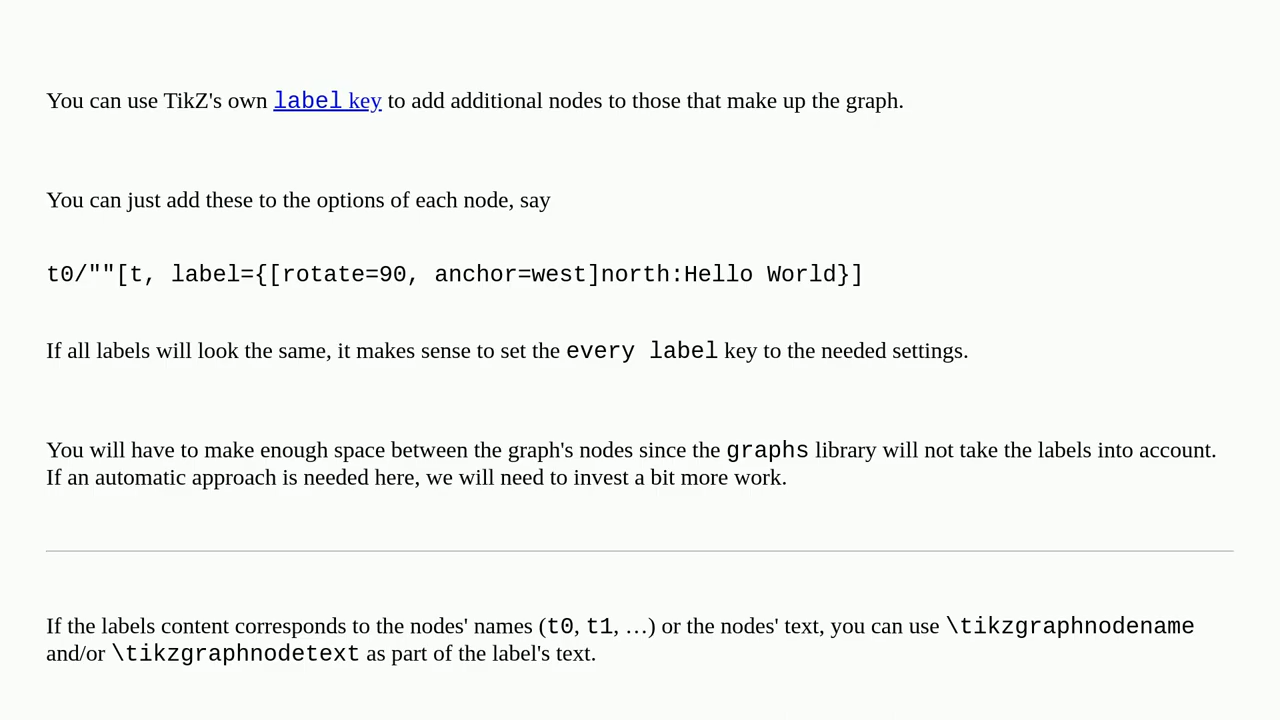 You can use TikZ's own label key to add additional nodes to those that make up the graph.
You can just add these to the options of each node, say
t0/""[t, label={[rotate=90, anchor=west]north:Hello World}]
If all labels will look the same, it makes sense to set the every label key to the needed settings.
You will have to make enough space between the graph's nodes since the graphs library will not take the labels into account.
If an automatic approach is needed here, we will need to invest a bit more work.
If the labels content corresponds to the nodes' names (t0, t1, …) or the nodes' text, you can use \tikzgraphnodename
and/or \tikzgraphnodetext as part of the label's text.